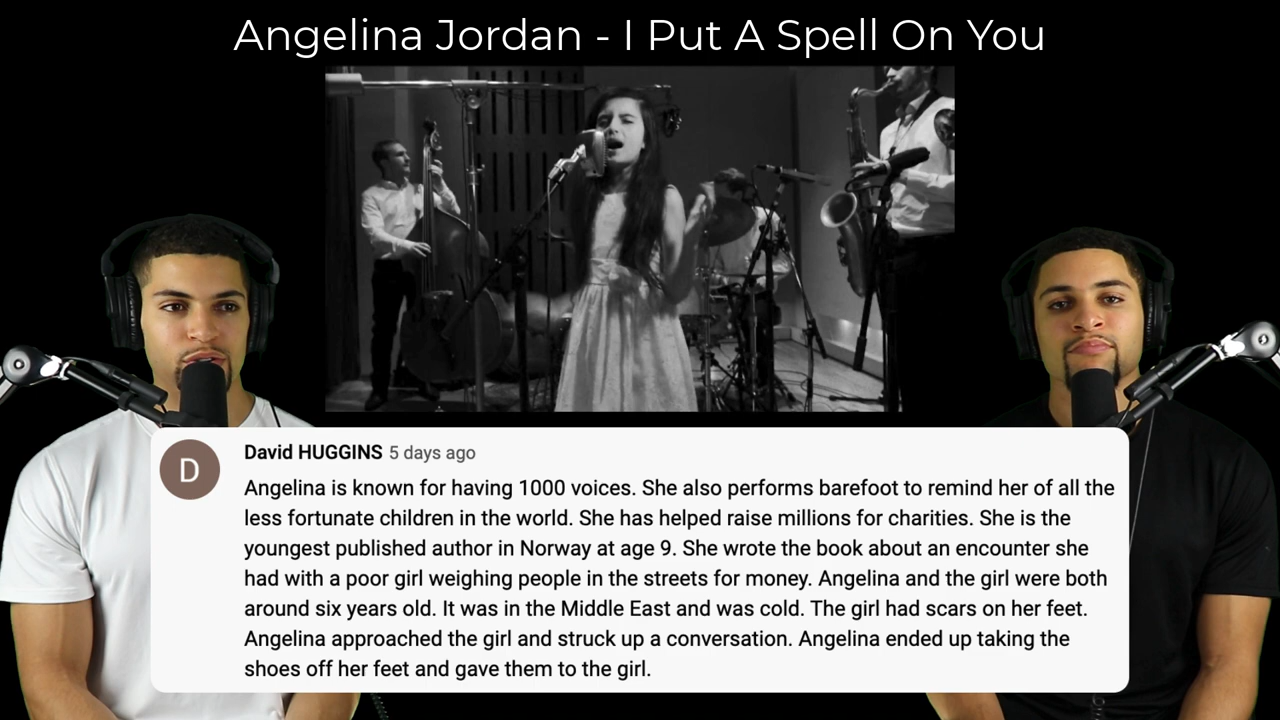 Angelina Jordan - I Put A Spell On You
D
David HUGGINS 5 days ago
Angelina is known for having 1000 voices. She also performs barefoot to remind her of all the
less fortunate children in the world. She has helped raise millions for charities. She is the
youngest published author in Norway at age 9. She wrote the book about an encounter she
had with a poor girl weighing people in the streets for money. Angelina and the girl were both
around six years old. It was in the Middle East and was cold. The girl had scars on her feet.
Angelina approached the girl and struck up a conversation. Angelina ended up taking the
shoes off her feet and gave them to the girl.